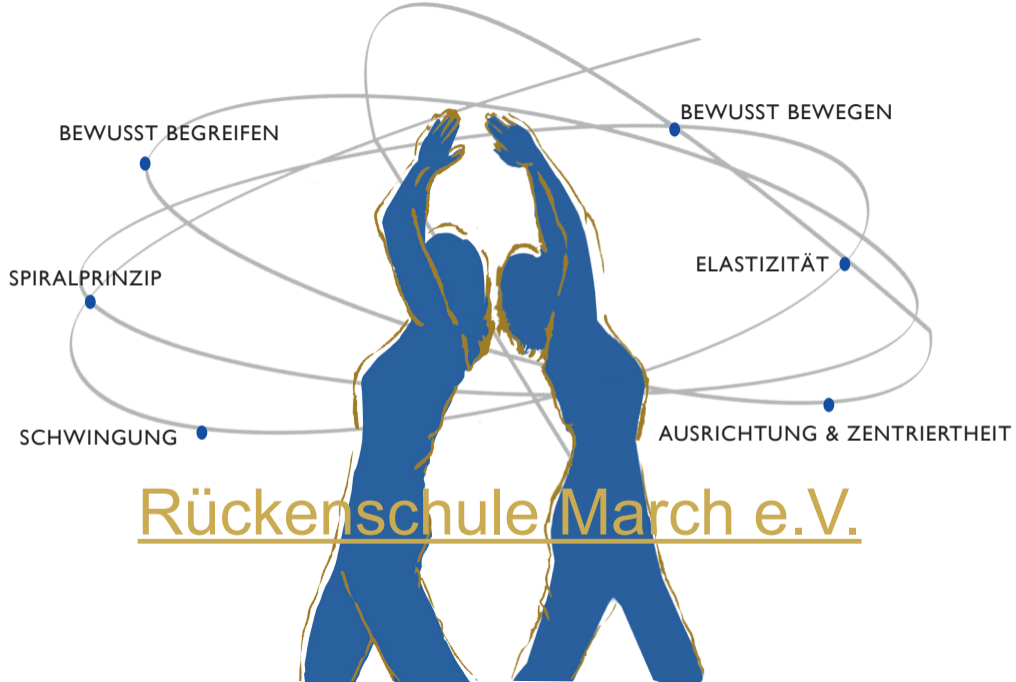 BEWUSST BEWEGEN
BEWUSST BEGREIFEN
ELASTIZITÄT
SPIRALPRINZIP
AUSRICHTUNG & ZENTRIERTHEIT
SCHWINGUNG
Rückenschule March e.V.